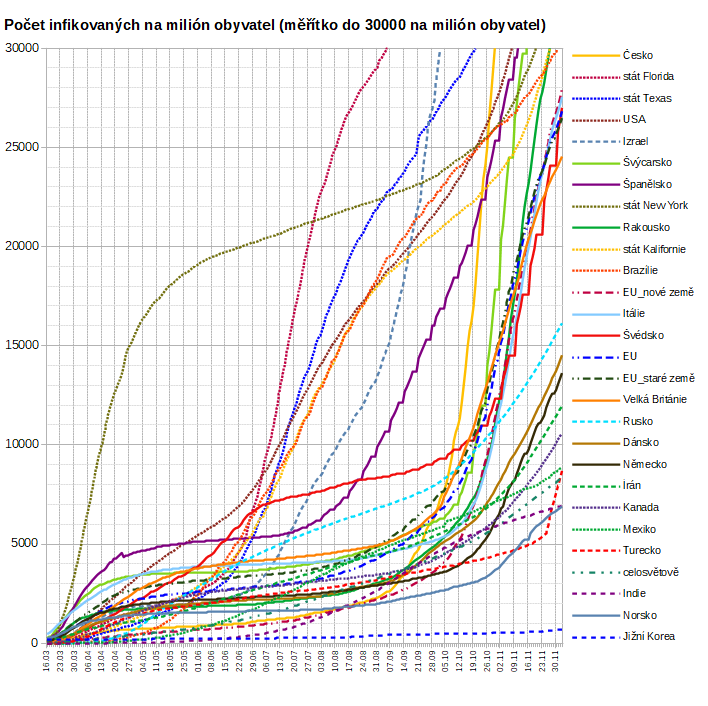 Počet infikovaných na milión obyvatel (měřítko do 30000 na milión obyvatel)
30000
25000
20000
15000
10000
5000
0
16.03
23.03
30.03
06.04
13.04
20.04
27.04
04.05
11.05
18.05
25.05
01.06
08.06
15.06
22.06
29.06
06.07
13.07
20.07
27.07
03.08
10.08
17.08
24.08
31.08
07.09
14.09
21.09
28.09
05.10
12.10
19.10
26.10
02.11
09.11
16.11
23.11
30.11
Česko
stát Florida
stát Texas
USA
Izrael
Švýcarsko
Španělsko
stát New York
Rakousko
stát Kalifornie
Brazílie
EU_nové země
Itálie
Švédsko
EU
EU_staré země
Velká Británie
Rusko
Dánsko
Německo
Írán
Kanada
Mexiko
Turecko
celosvětově
Indie
Norsko
Jižní Korea